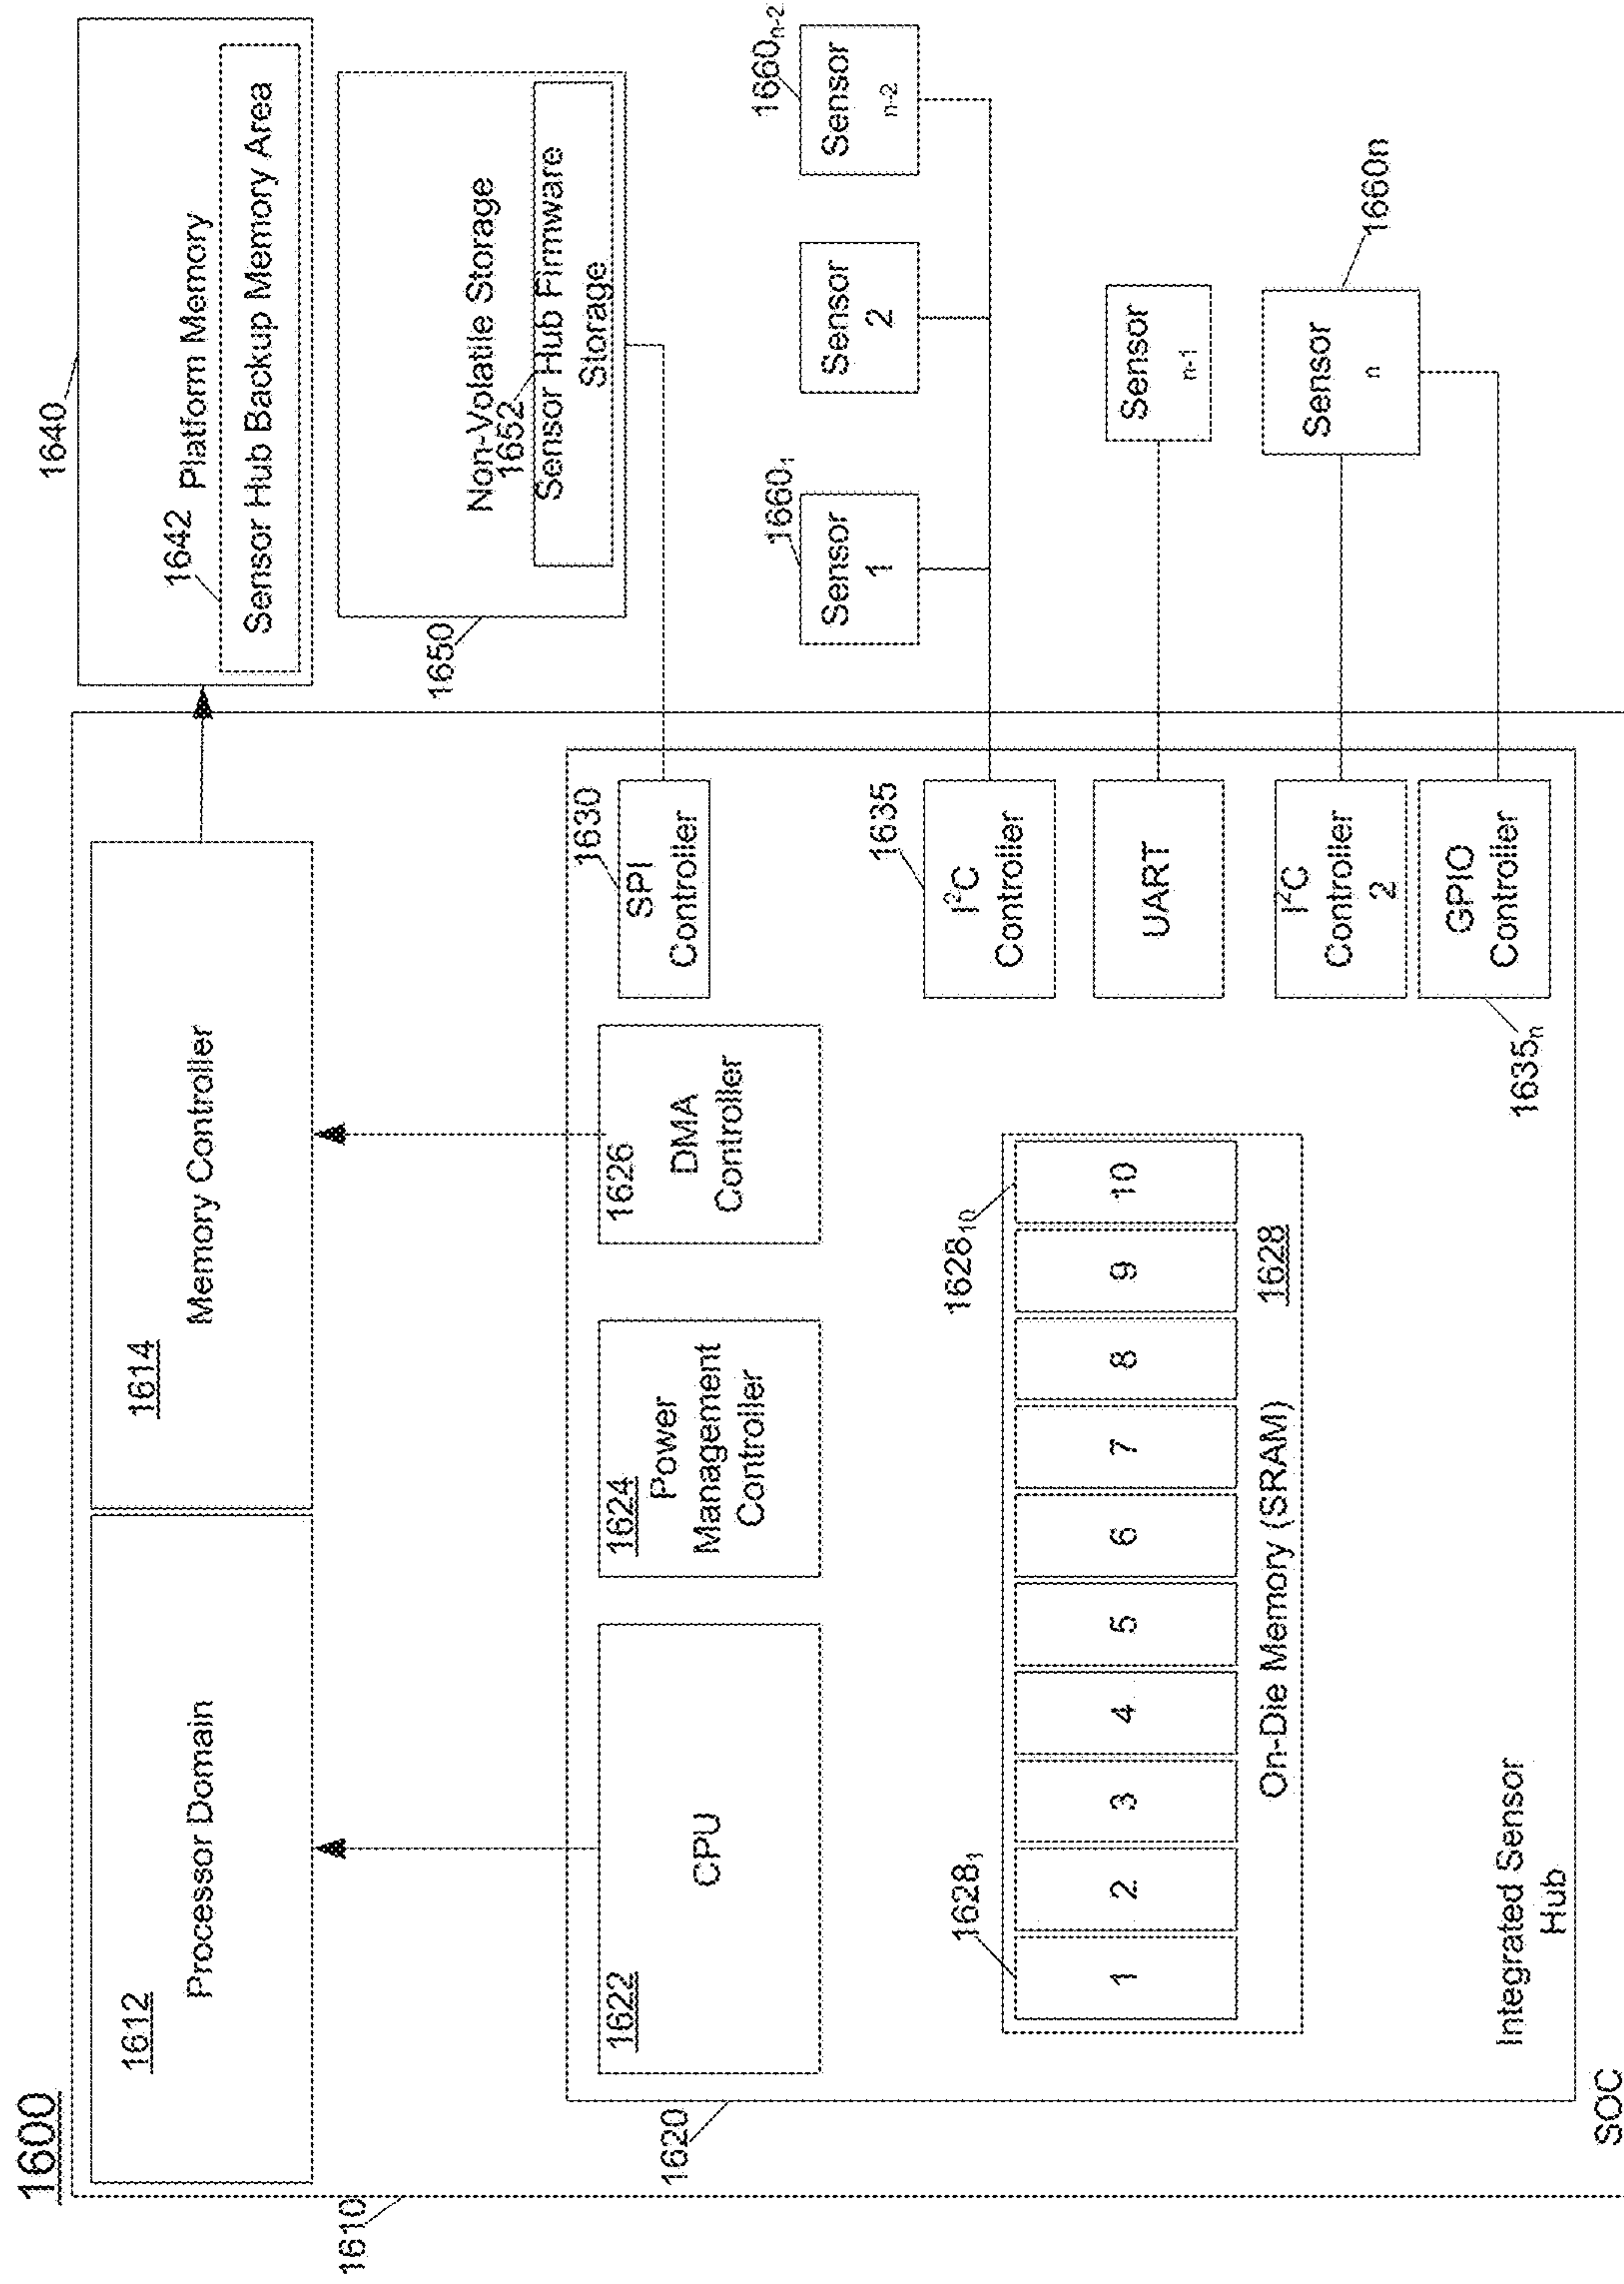 1600
1610
1612
Processor Domain
1614
Memory Controller
1640
1642
Platform Memory
Sensor Hub Backup Memory Area
1650
Non-Volatile Storage
1652
Sensor Hub Firmware
Storage
1620
1622
CPU
1624
Power
Management
Controller
1626
DMA
Controller
1630
SPI
Controller
1660₁
Sensor
1
Sensor
2
1660ₙ₋₂
Sensor
n-2
1635
I²C
Controller
1628₁
1628₁₀
1 2 3 4 5 6 7 8 9 10
On-Die Memory (SRAM)
1628
UART
Sensor
n-1
I²C
Controller
2
Sensor
n
1660n
GPIO
Controller
1635ₙ
Integrated Sensor
Hub
SOC